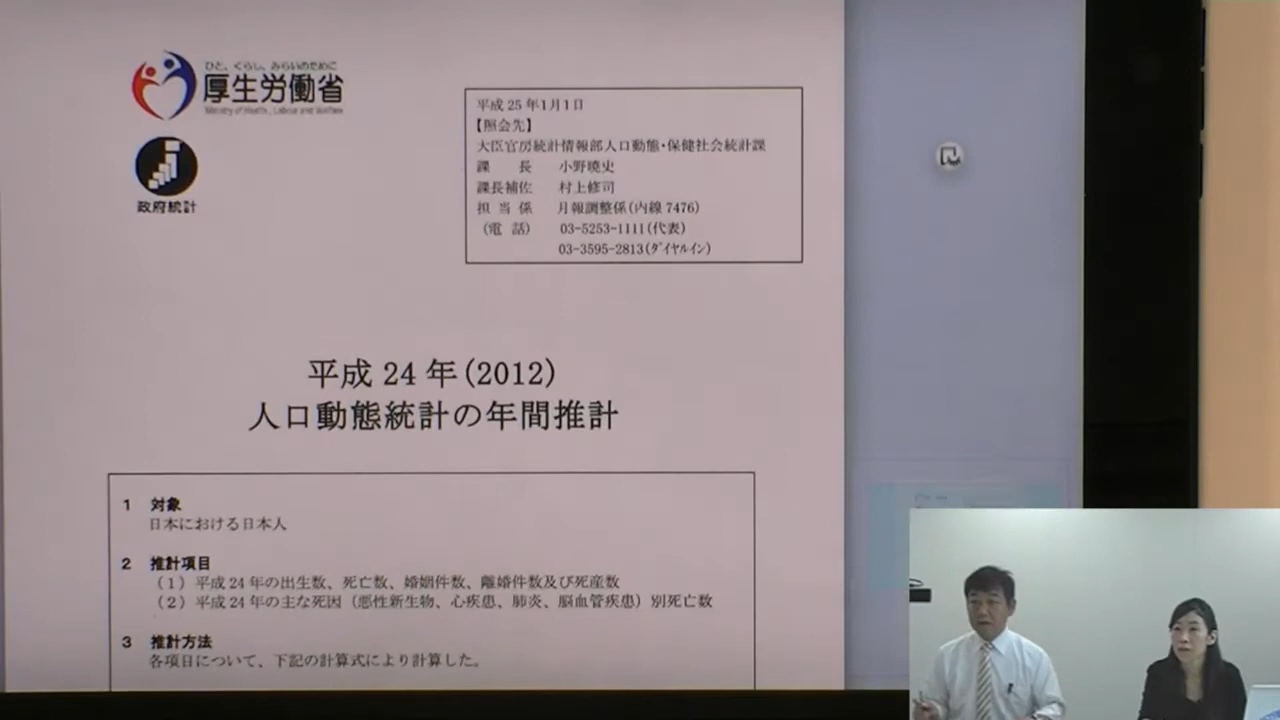 ひと、くらし、みらいのために
厚生労働省
Ministry of Health, Labour and Welfare
政府統計
平成25年1月1日
【照会先】
大臣官房統計情報部人口動態・保健社会統計課
課　　長　　小野暁史
課長補佐　　村上修司
担 当 係　　月報調整係(内線7476)
(電　話)　　03-5253-1111(代表)
03-3595-2813(ﾀﾞｲﾔﾙｲﾝ)
平成 24 年(2012)
人口動態統計の年間推計
1　対象
日本における日本人
2　推計項目
(1) 平成24年の出生数、死亡数、婚姻件数、離婚件数及び死産数
(2) 平成24年の主な死因(悪性新生物、心疾患、肺炎、脳血管疾患)別死亡数
3　推計方法
各項目について、下記の計算式により計算した。